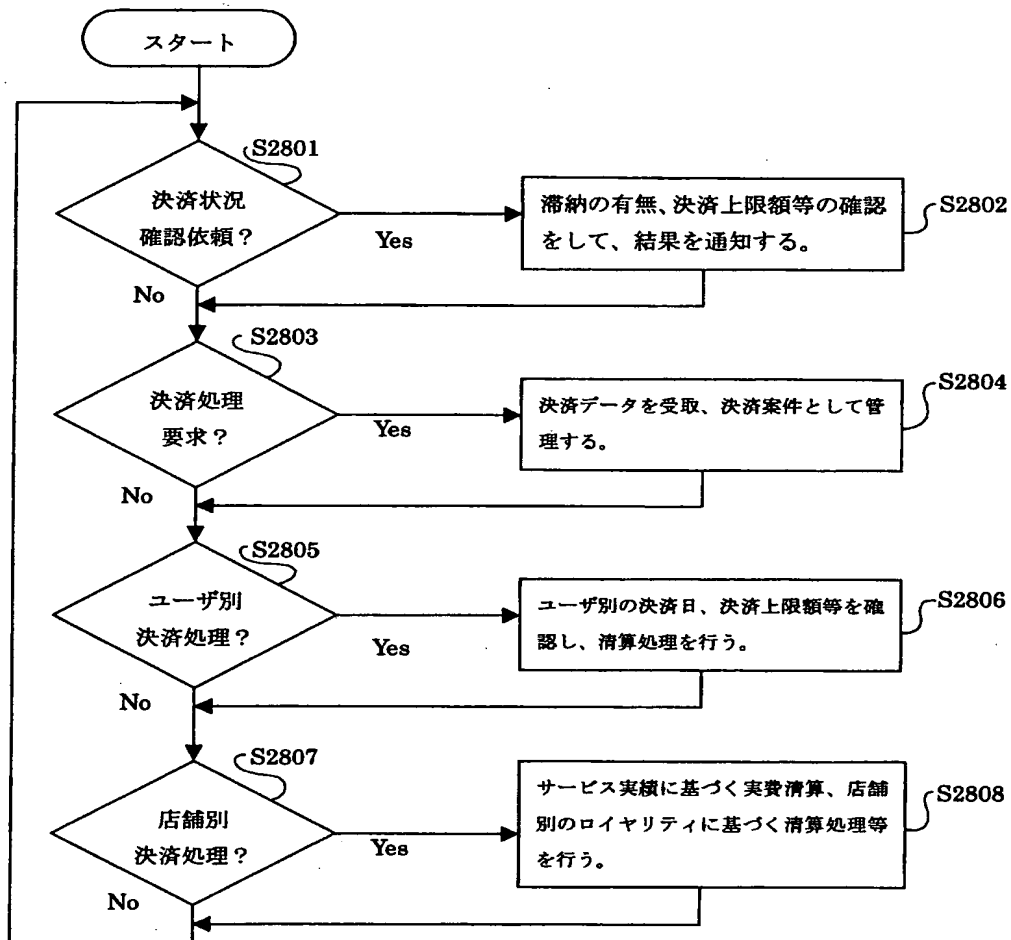 スタート
S2801
決済状況
確認依頼？
Yes
No
滞納の有無、決済上限額等の確認
をして、結果を通知する。
S2802
S2803
決済処理
要求？
Yes
No
決済データを受取、決済案件として管
理する。
S2804
S2805
ユーザ別
決済処理？
Yes
No
ユーザ別の決済日、決済上限額等を確
認し、清算処理を行う。
S2806
S2807
店舗別
決済処理？
Yes
No
サービス実績に基づく実費清算、店舗
別のロイヤリティに基づく清算処理等
を行う。
S2808